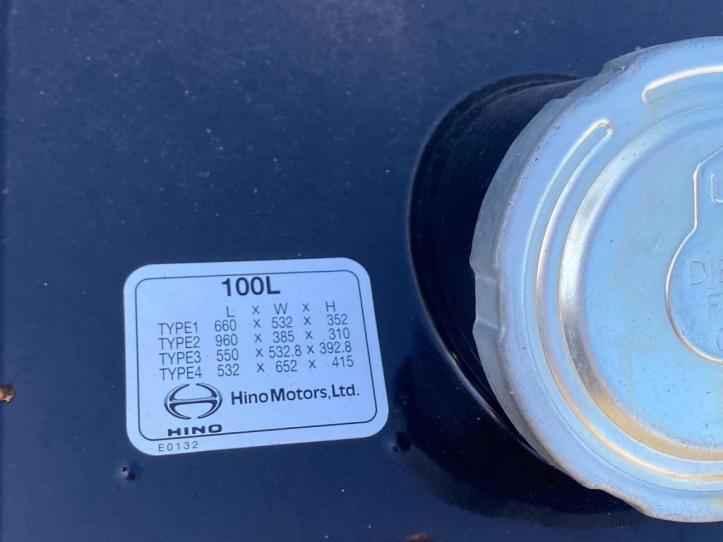 100L
L x W x H
TYPE1 660 x 532 x 352
TYPE2 960 x 385 x 310
TYPE3 550 x 532.8 x 392.8
TYPE4 532 x 652 x 415
HINO
Hino Motors, Ltd.
E0132